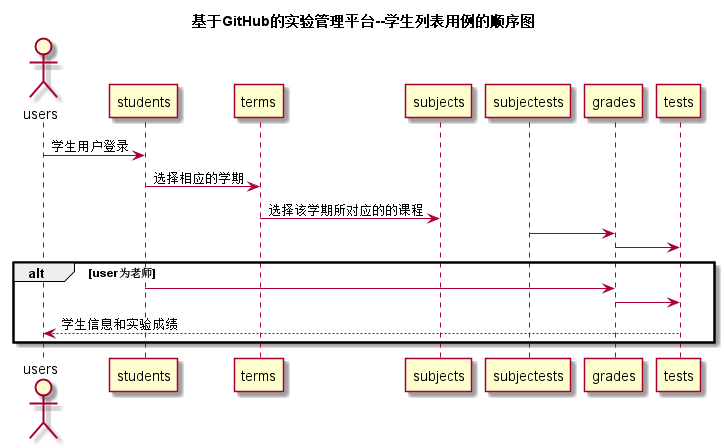 基于GitHub的实验管理平台--学生列表用例的顺序图
users
students
terms
subjects
subjectests
grades
tests
学生用户登录
选择相应的学期
选择该学期所对应的的课程
alt
[user为老师]
学生信息和实验成绩
users
students
terms
subjects
subjectests
grades
tests